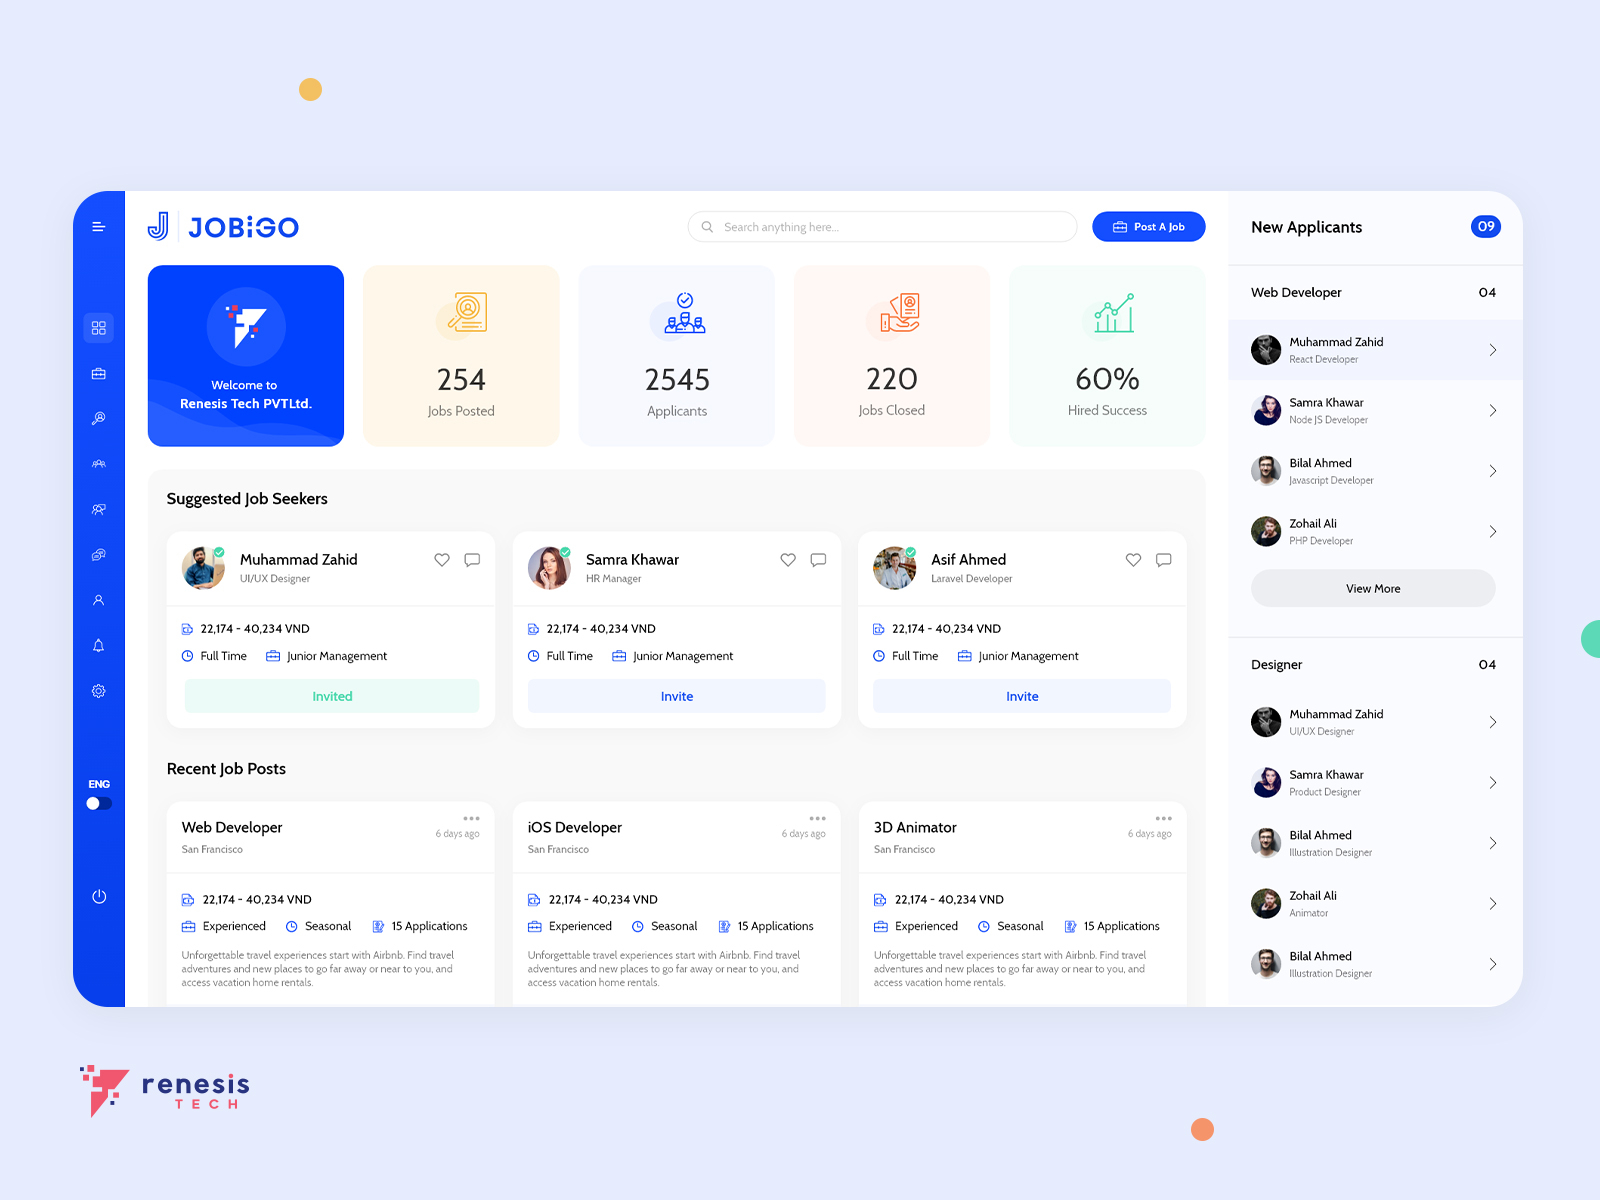 JOBiGO
Search anything here...
Post A Job
Welcome to
Renesis Tech PVTLtd.
254
Jobs Posted
2545
Applicants
220
Jobs Closed
60%
Hired Success
Suggested Job Seekers
Muhammad Zahid
UI/UX Designer
22,174 - 40,234 VND
Full Time
Junior Management
Invited
Samra Khawar
HR Manager
22,174 - 40,234 VND
Full Time
Junior Management
Invite
Asif Ahmed
Laravel Developer
22,174 - 40,234 VND
Full Time
Junior Management
Invite
Recent Job Posts
Web Developer
6 days ago
San Francisco
22,174 - 40,234 VND
Experienced
Seasonal
15 Applications
Unforgettable travel experiences start with Airbnb. Find travel
adventures and new places to go far away or near to you, and
access vacation home rentals.
iOS Developer
6 days ago
San Francisco
22,174 - 40,234 VND
Experienced
Seasonal
15 Applications
Unforgettable travel experiences start with Airbnb. Find travel
adventures and new places to go far away or near to you, and
access vacation home rentals.
3D Animator
6 days ago
San Francisco
22,174 - 40,234 VND
Experienced
Seasonal
15 Applications
Unforgettable travel experiences start with Airbnb. Find travel
adventures and new places to go far away or near to you, and
access vacation home rentals.
ENG
New Applicants
09
Web Developer
04
Muhammad Zahid
React Developer
Samra Khawar
Node JS Developer
Bilal Ahmed
Javascript Developer
Zohail Ali
PHP Developer
View More
Designer
04
Muhammad Zahid
UI/UX Designer
Samra Khawar
Product Designer
Bilal Ahmed
Illustration Designer
Zohail Ali
Animator
Bilal Ahmed
Illustration Designer
renesis
TECH